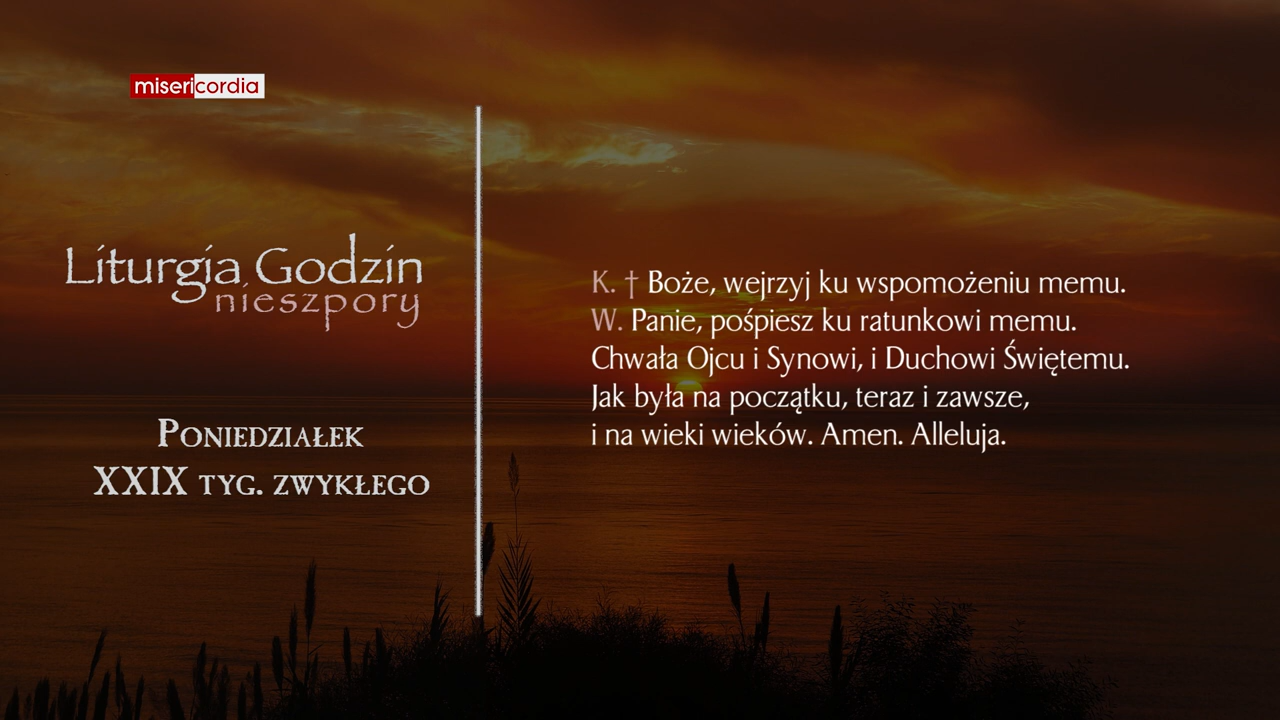 misericordia
Liturgia Godzin
nieszpory
Poniedziałek
XXIX tyg. zwykłego
K. † Boże, wejrzyj ku wspomożeniu memu.
W. Panie, pośpiesz ku ratunkowi memu.
Chwała Ojcu i Synowi, i Duchowi Świętemu.
Jak była na początku, teraz i zawsze,
i na wieki wieków. Amen. Alleluja.